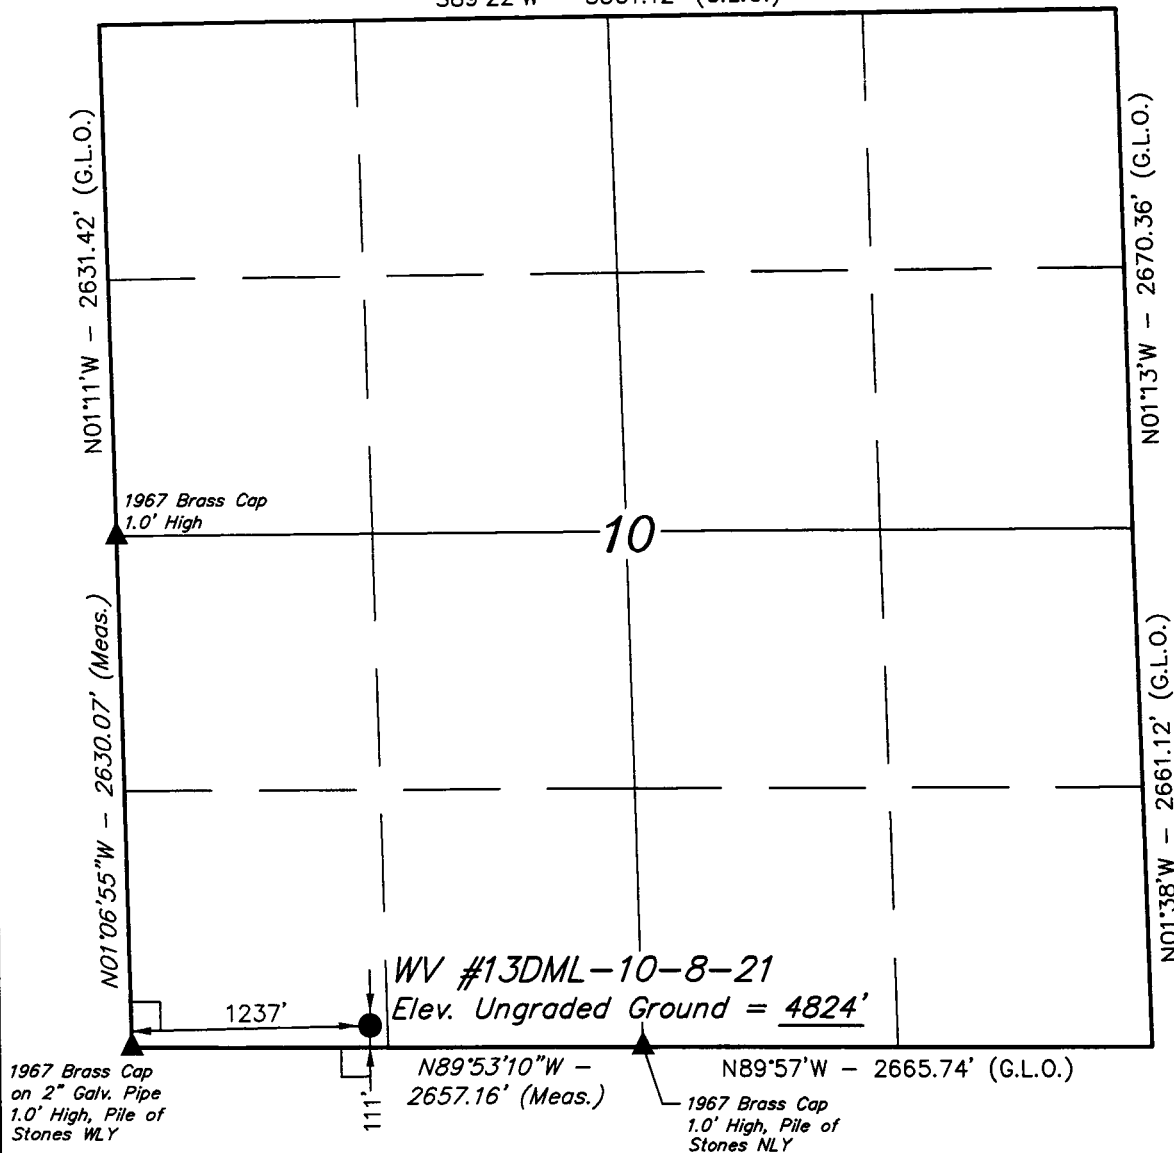 N01°11'W – 2631.42' (G.L.O.)
N01°13'W – 2670.36' (G.L.O.)
1967 Brass Cap
1.0' High
10
N01°06'55"W – 2630.07' (Meas.)
N01°38'W – 2661.12' (G.L.O.)
WV #13DML-10-8-21
Elev. Ungraded Ground = 4824'
1237'
111'
1967 Brass Cap
on 2" Galv. Pipe
1.0' High, Pile of
Stones WLY
N89°53'10"W –
2657.16' (Meas.)
N89°57'W – 2665.74' (G.L.O.)
1967 Brass Cap
1.0' High, Pile of
Stones NLY